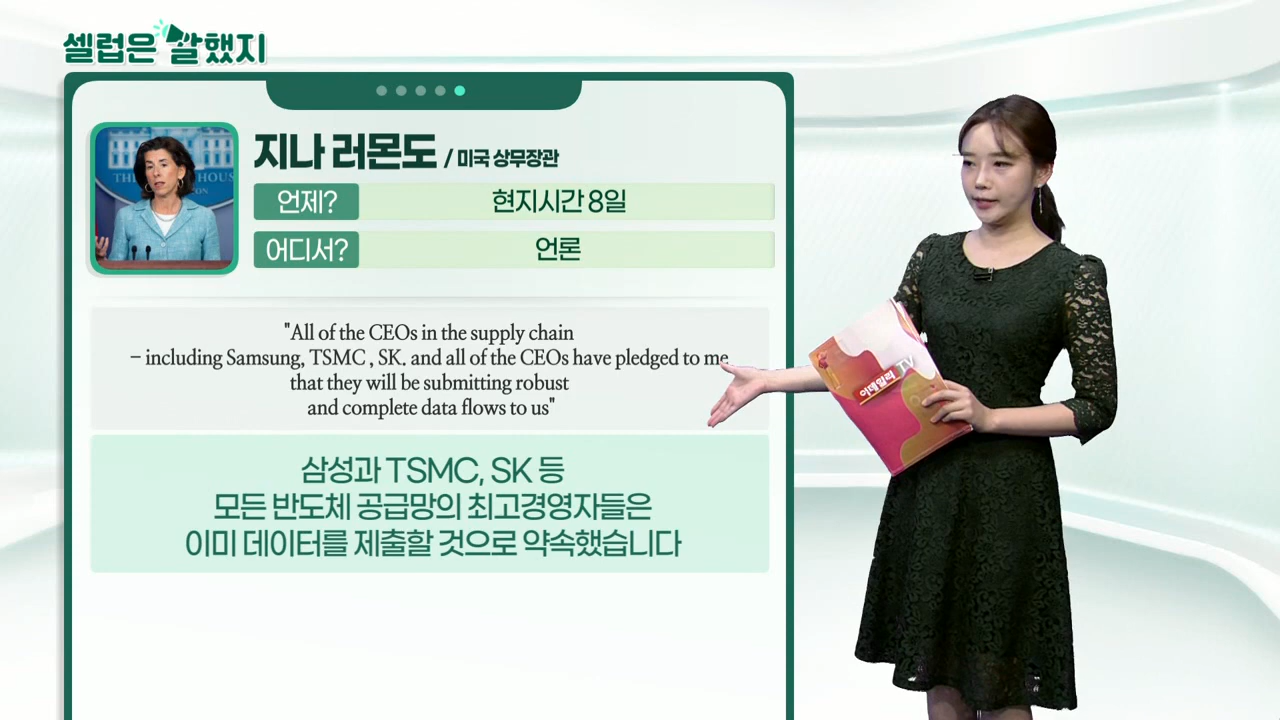 셀럽은 말했지
지나 러몬도 / 미국 상무장관
언제? 현지시간 8일
어디서? 언론
"All of the CEOs in the supply chain
– including Samsung, TSMC , SK, and all of the CEOs have pledged to me
that they will be submitting robust
and complete data flows to us"
삼성과 TSMC, SK 등
모든 반도체 공급망의 최고경영자들은
이미 데이터를 제출할 것으로 약속했습니다
이데일리 TV